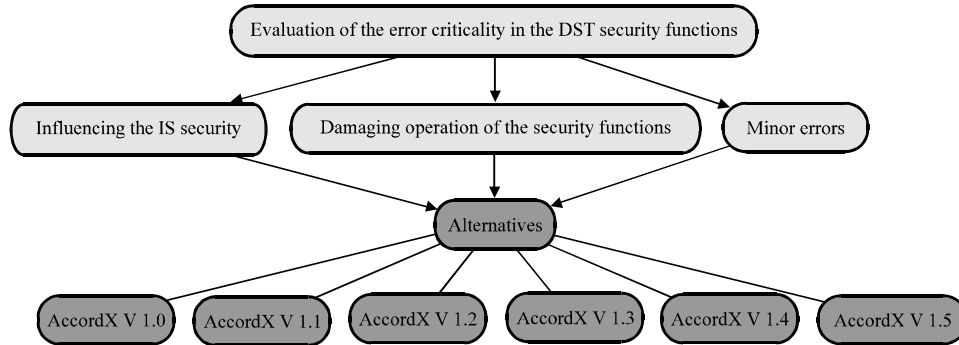 Evaluation of the error criticality in the DST security functions
Influencing the IS security
Damaging operation of the security functions
Minor errors
Alternatives
AccordX V 1.0
AccordX V 1.1
AccordX V 1.2
AccordX V 1.3
AccordX V 1.4
AccordX V 1.5